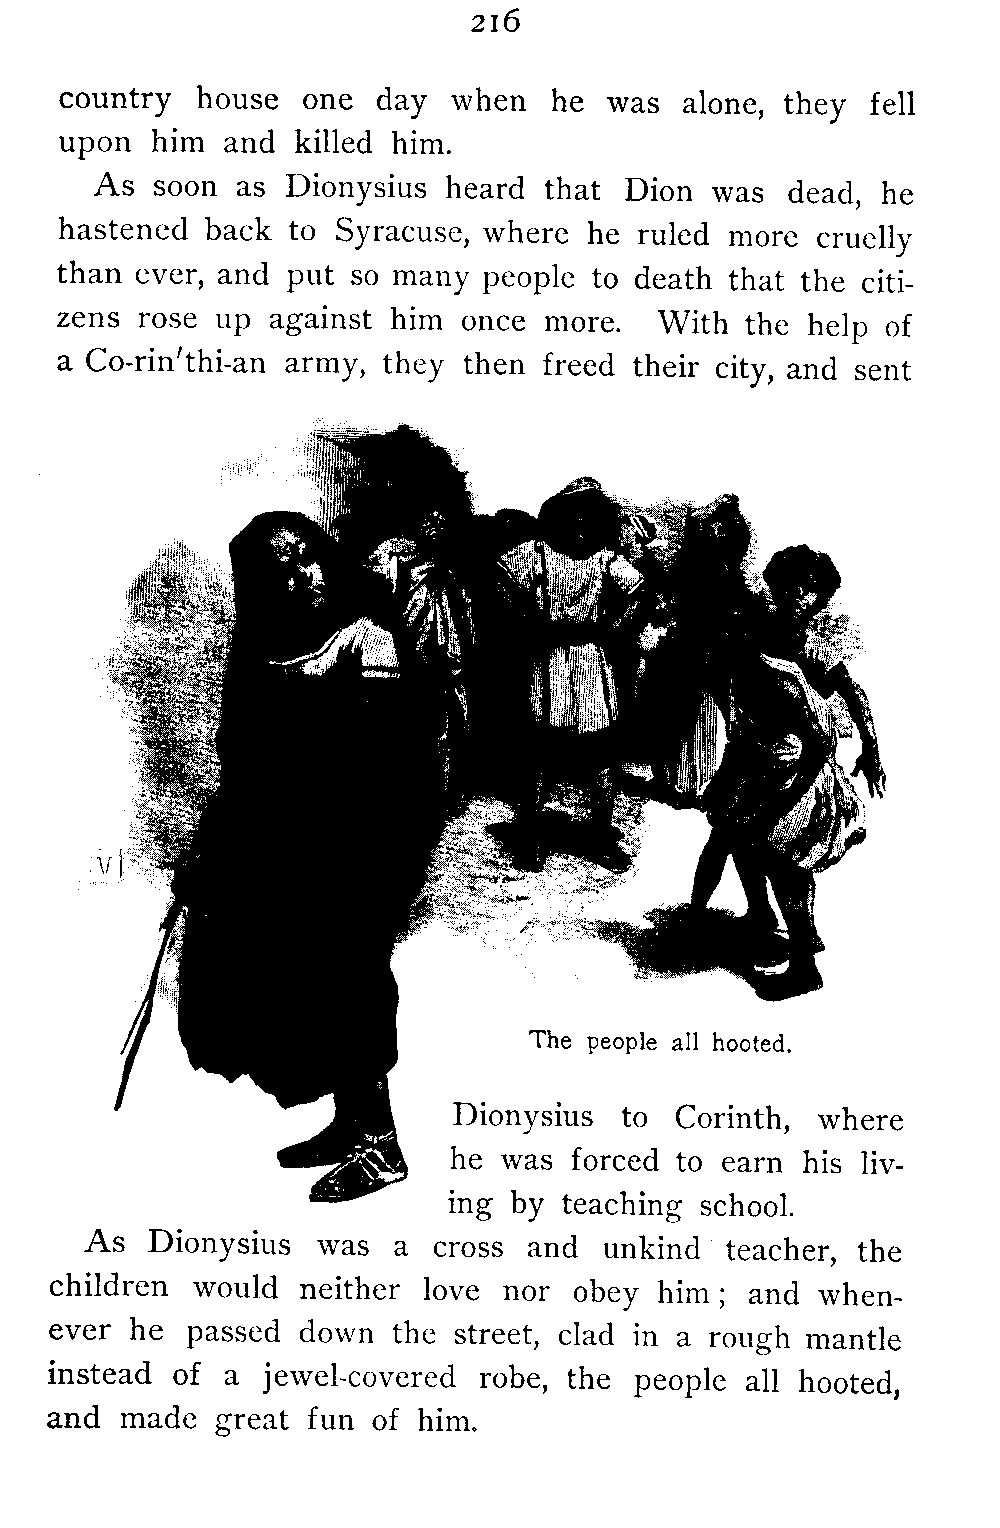 216
country house one day when he was alone, they fell
upon him and killed him.
As soon as Dionysius heard that Dion was dead, he
hastened back to Syracuse, where he ruled more cruelly
than ever, and put so many people to death that the citi-
zens rose up against him once more. With the help of
a Co-rin′thi-an army, they then freed their city, and sent
The people all hooted.
Dionysius to Corinth, where
he was forced to earn his liv-
ing by teaching school.
As Dionysius was a cross and unkind teacher, the
children would neither love nor obey him; and when-
ever he passed down the street, clad in a rough mantle
instead of a jewel-covered robe, the people all hooted,
and made great fun of him.